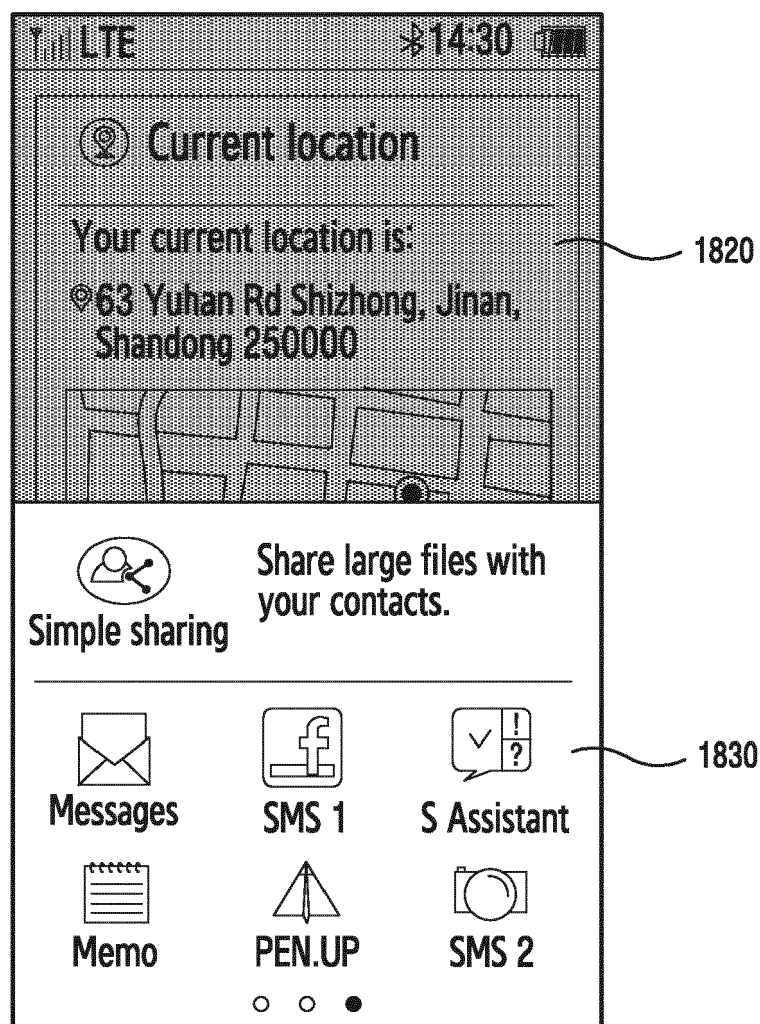 LTE 14:30
Current location
Your current location is:
63 Yuhan Rd Shizhong, Jinan,
Shandong 250000
1820
Share large files with
your contacts.
Simple sharing
! ?
1830
Messages SMS 1 S Assistant
Memo PEN.UP SMS 2